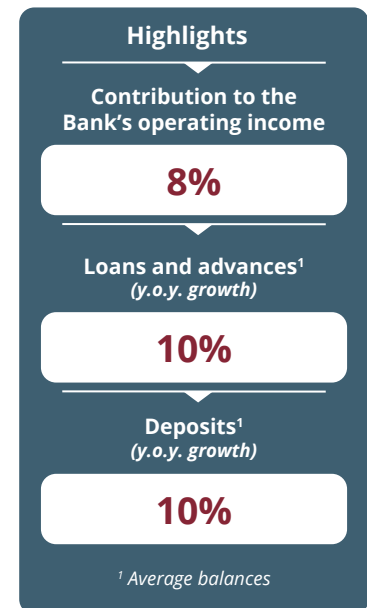 Highlights
Contribution to the
Bank’s operating income
8%
Loans and advances¹
(y.o.y. growth)
10%
Deposits¹
(y.o.y. growth)
10%
¹ Average balances